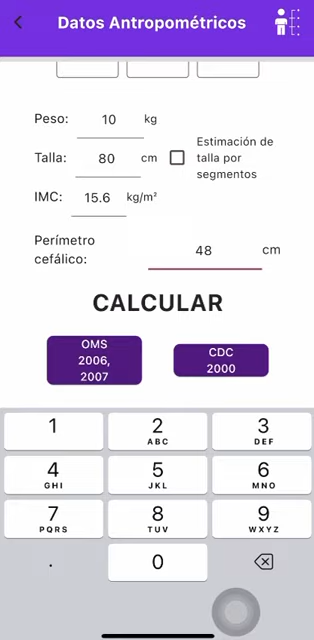 Datos Antropométricos
Peso: 10 kg
Talla: 80 cm
Estimación de
talla por
segmentos
IMC: 15.6 kg/m²
Perímetro
cefálico: 48 cm
CALCULAR
OMS
2006,
2007
CDC
2000
1
2
ABC
3
DEF
4
GHI
5
JKL
6
MNO
7
PQRS
8
TUV
9
WXYZ
.
0